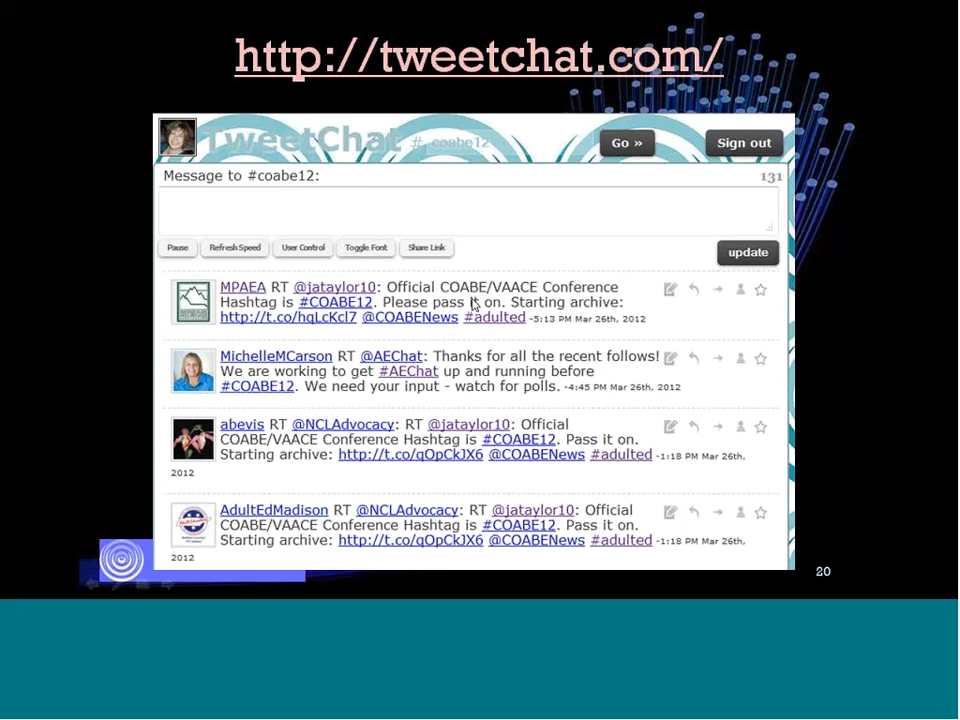 http://tweetchat.com/
TweetChat # coabe12 Go » Sign out
Message to #coabe12: 131
Pause Refresh Speed User Control Toggle Font Share Link update
MPAEA RT @jataylor10: Official COABE/VAACE Conference
Hashtag is #COABE12. Please pass it on. Starting archive:
http://t.co/hqLcKcl7 @COABENews #adulted -5:13 PM Mar 26th, 2012
MichelleMCarson RT @AEChat: Thanks for all the recent follows!
We are working to get #AEChat up and running before
#COABE12. We need your input - watch for polls. -4:45 PM Mar 26th, 2012
abevis RT @NCLAdvocacy: RT @jataylor10: Official
COABE/VAACE Conference Hashtag is #COABE12. Pass it on.
Starting archive: http://t.co/qOpCkJX6 @COABENews #adulted -1:18 PM Mar 26th,
2012
AdultEdMadison RT @NCLAdvocacy: RT @jataylor10: Official
COABE/VAACE Conference Hashtag is #COABE12. Pass it on.
Starting archive: http://t.co/qOpCkJX6 @COABENews #adulted -1:18 PM Mar 26th,
2012
20